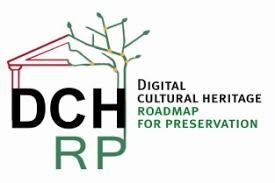 DCH
RP
DIGITAL
CULTURAL HERITAGE
ROADMAP
FOR PRESERVATION